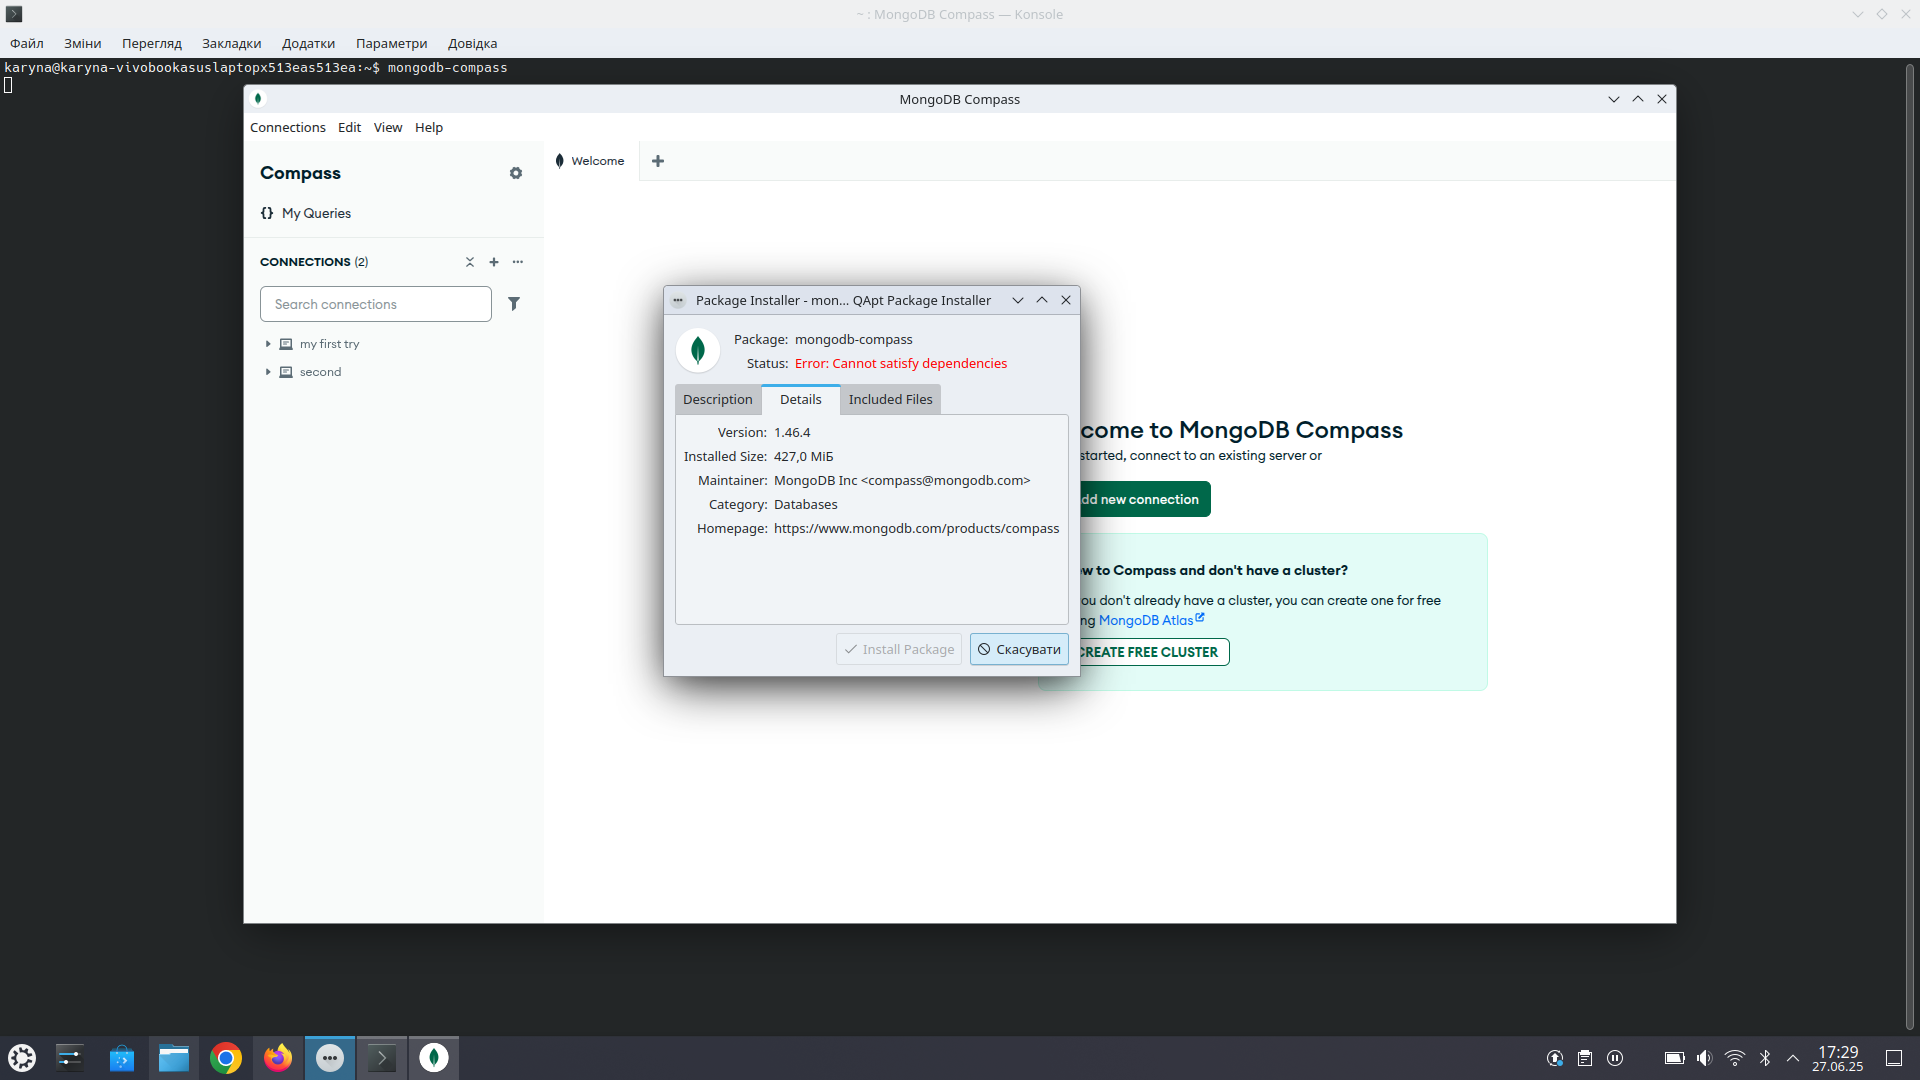 ~ : MongoDB Compass — Konsole
Файл Зміни Перегляд Закладки Додатки Параметри Довідка
karyna@karyna-vivobookasuslaptopx513eas513ea:~$ mongodb-compass
MongoDB Compass
Connections Edit View Help
Compass
Welcome
{} My Queries
CONNECTIONS (2)
Search connections
my first try
second
Package Installer - mon... QApt Package Installer
Package: mongodb-compass
Status: Error: Cannot satisfy dependencies
Description Details Included Files
Version: 1.46.4
Installed Size: 427,0 МіБ
Maintainer: MongoDB Inc <compass@mongodb.com>
Category: Databases
Homepage: https://www.mongodb.com/products/compass
Install Package Скасувати
come to MongoDB Compass
started, connect to an existing server or
dd new connection
w to Compass and don't have a cluster?
ou don't already have a cluster, you can create one for free
ng MongoDB Atlas
CREATE FREE CLUSTER
17:29
27.06.25